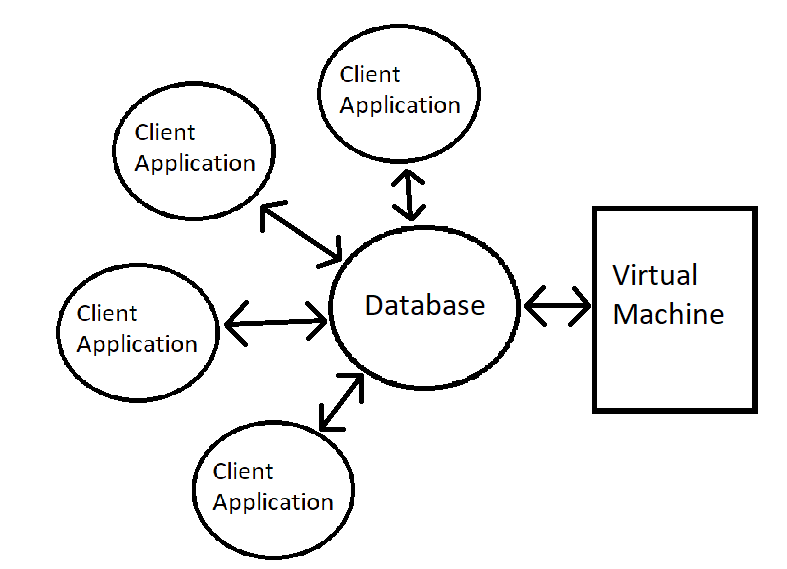 Client
Application
Client
Application
Client
Application
Client
Application
Database
Virtual
Machine